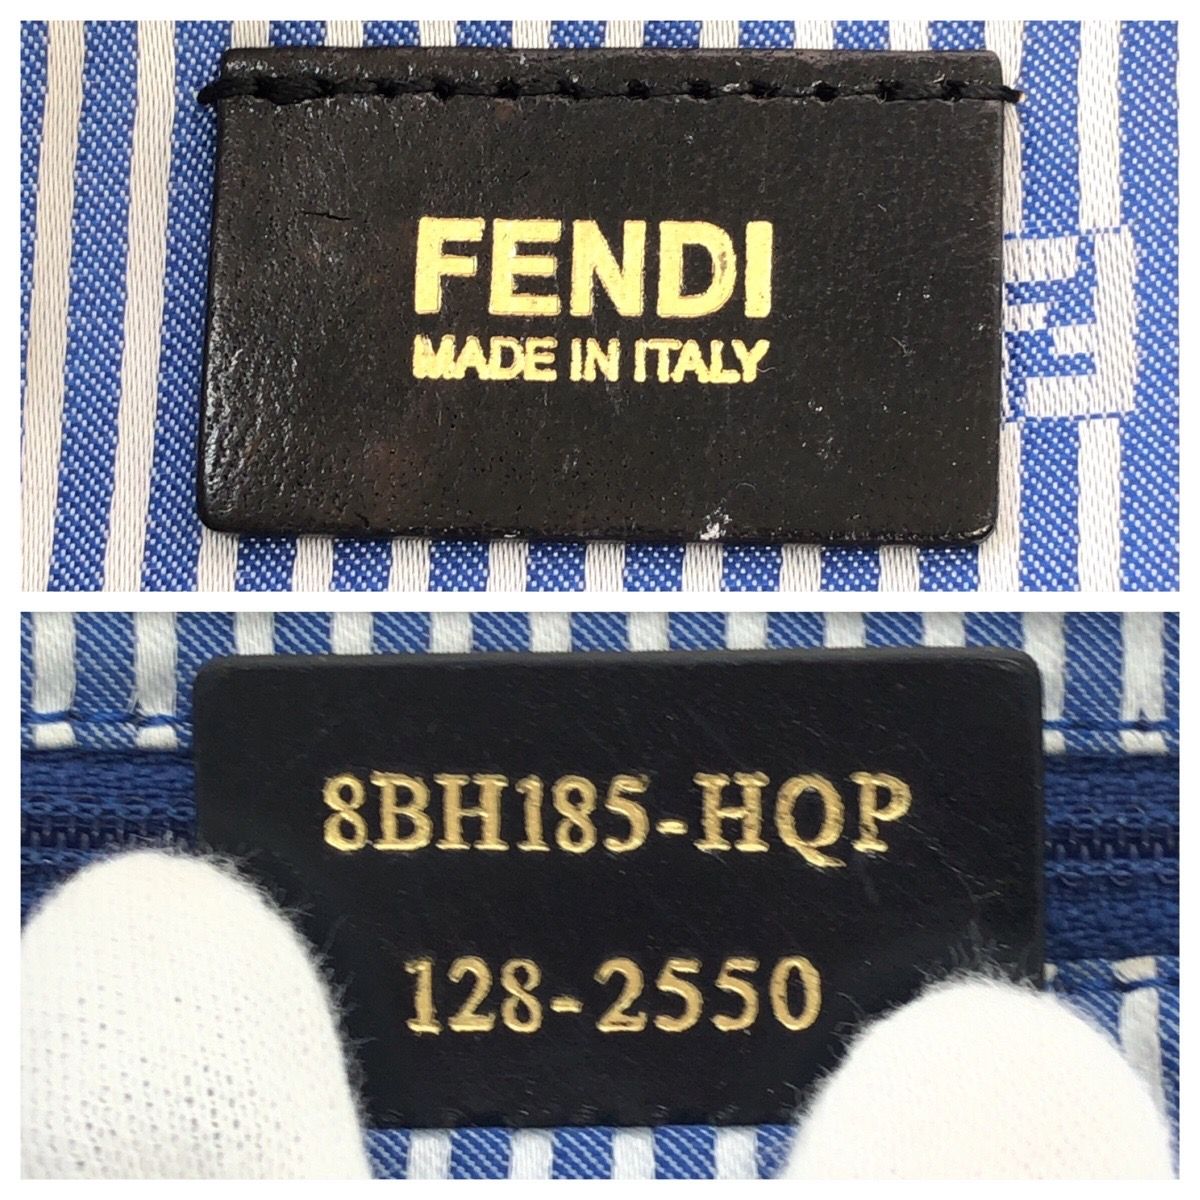 FENDI
MADE IN ITALY
8BH185-HQP
128-2550